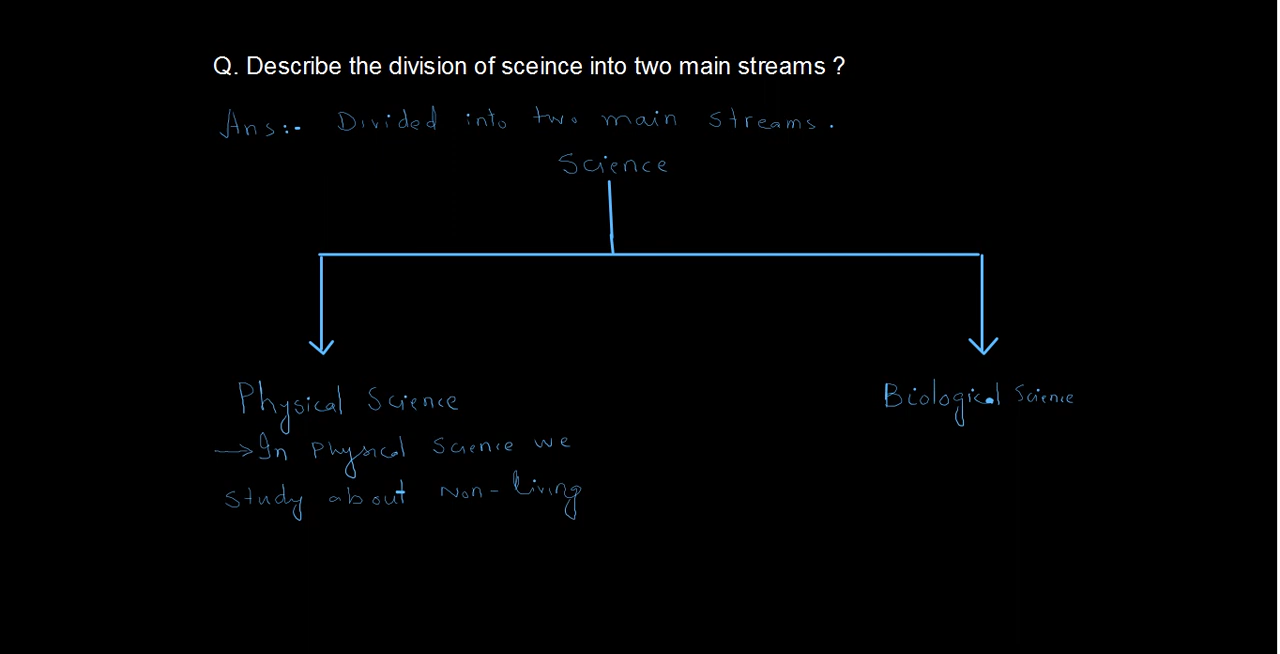 Q. Describe the division of sceince into two main streams ?
Ans:- Divided into two main streams.
Science
Physical Science
Biological Science
→ In Physical Science we
study about Non-living